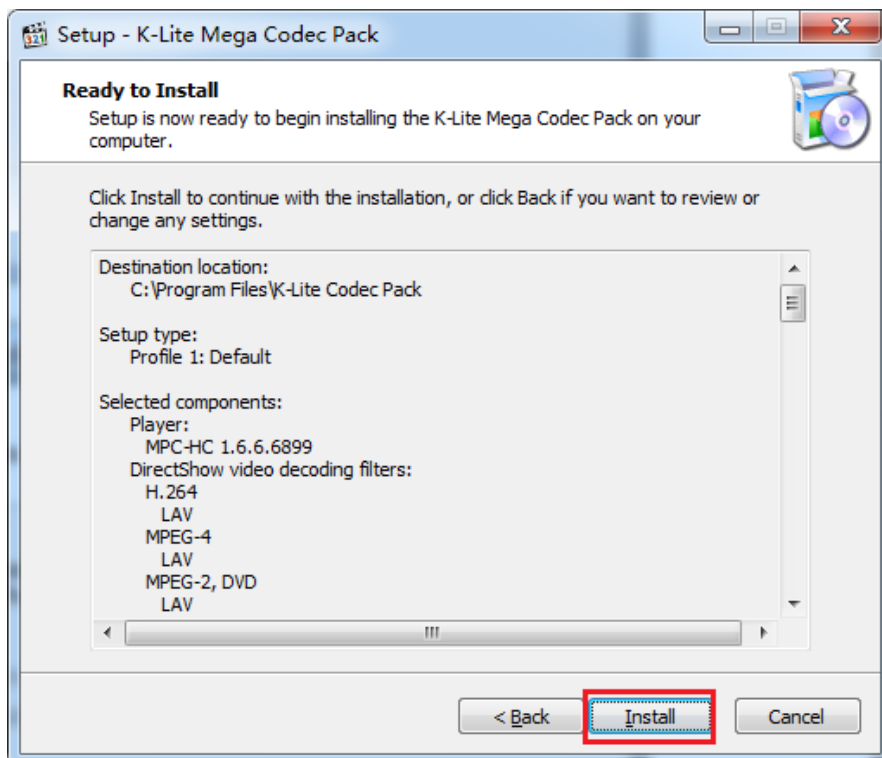 Setup - K-Lite Mega Codec Pack
Ready to Install
Setup is now ready to begin installing the K-Lite Mega Codec Pack on your
computer.
Click Install to continue with the installation, or click Back if you want to review or
change any settings.
Destination location:
C:\Program Files\K-Lite Codec Pack
Setup type:
Profile 1: Default
Selected components:
Player:
MPC-HC 1.6.6.6899
DirectShow video decoding filters:
H.264
LAV
MPEG-4
LAV
MPEG-2, DVD
LAV
< Back
Install
Cancel